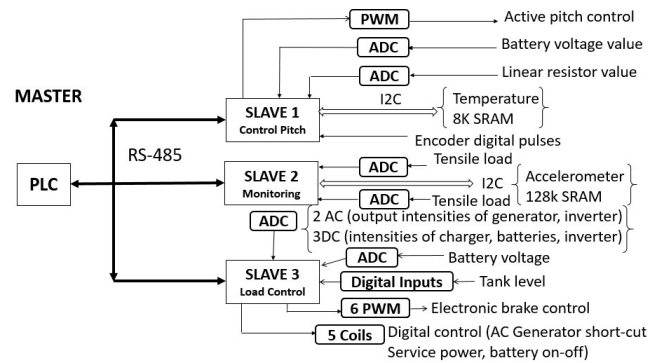 PWM
Active pitch control
ADC
Battery voltage value
ADC
Linear resistor value
MASTER
SLAVE 1
Control Pitch
I2C
Temperature
8K SRAM
Encoder digital pulses
RS-485
PLC
SLAVE 2
Monitoring
ADC
Tensile load
I2C
Accelerometer
128k SRAM
ADC
Tensile load
ADC
2 AC (output intensities of generator, inverter)
3DC (intensities of charger, batteries, inverter)
SLAVE 3
Load Control
ADC
Battery voltage
Digital Inputs
Tank level
6 PWM
Electronic brake control
5 Coils
Digital control (AC Generator short-cut
Service power, battery on-off)